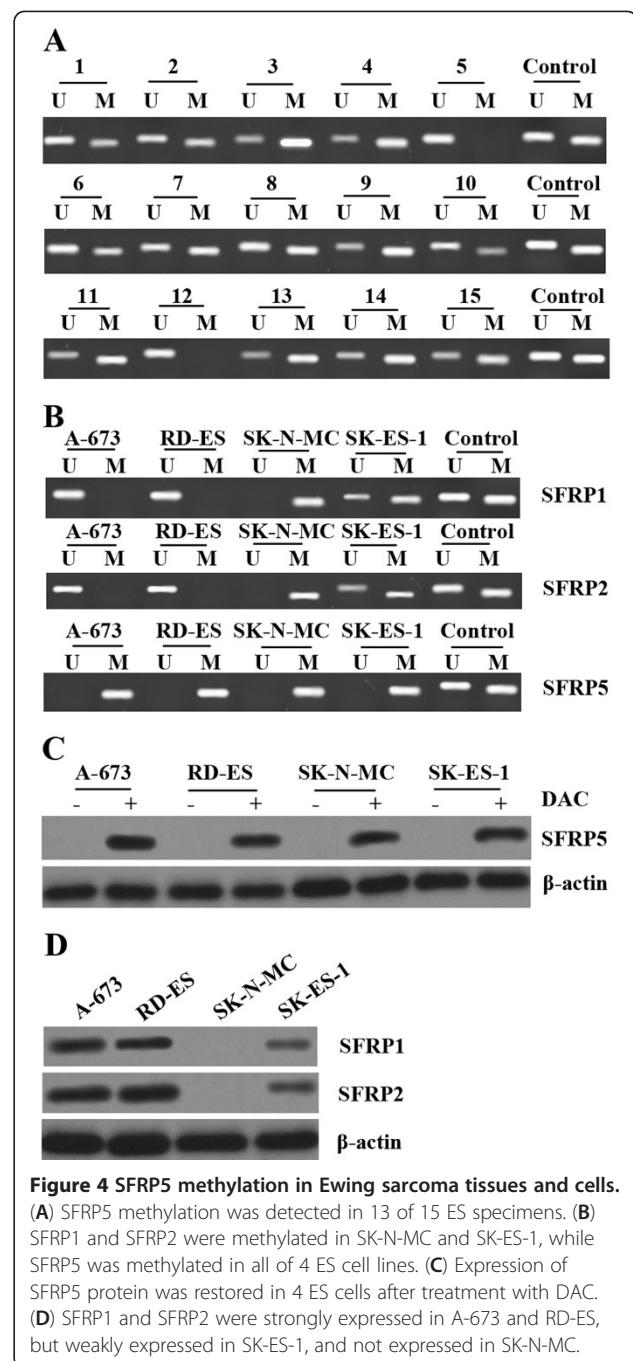 A
1 2 3 4 5 Control
U M U M U M U M U M U M
6 7 8 9 10 Control
U M U M U M U M U M U M
11 12 13 14 15 Control
U M U M U M U M U M U M
B
A-673 RD-ES SK-N-MC SK-ES-1 Control
U M U M U M U M U M
SFRP1
A-673 RD-ES SK-N-MC SK-ES-1 Control
U M U M U M U M U M
SFRP2
A-673 RD-ES SK-N-MC SK-ES-1 Control
U M U M U M U M U M
SFRP5
C
A-673 RD-ES SK-N-MC SK-ES-1
- + - + - + - + DAC
SFRP5
β-actin
D
A-673 RD-ES SK-N-MC SK-ES-1
SFRP1
SFRP2
β-actin
Figure 4 SFRP5 methylation in Ewing sarcoma tissues and cells.
(A) SFRP5 methylation was detected in 13 of 15 ES specimens. (B)
SFRP1 and SFRP2 were methylated in SK-N-MC and SK-ES-1, while
SFRP5 was methylated in all of 4 ES cell lines. (C) Expression of
SFRP5 protein was restored in 4 ES cells after treatment with DAC.
(D) SFRP1 and SFRP2 were strongly expressed in A-673 and RD-ES,
but weakly expressed in SK-ES-1, and not expressed in SK-N-MC.